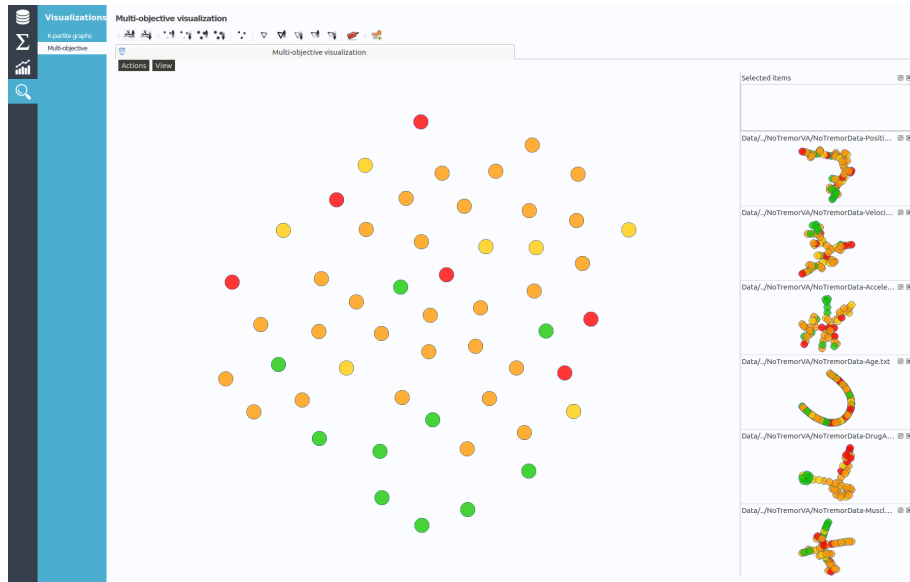 Visualizations
K-partite graphs
Multi-objective
Multi-objective visualization
Multi-objective visualization
Actions View
Selected items
Data/../NoTremorVA/NoTremorData-Positi...
Data/../NoTremorVA/NoTremorData-Veloci...
Data/../NoTremorVA/NoTremorData-Accele...
Data/../NoTremorVA/NoTremorData-Age.txt
Data/../NoTremorVA/NoTremorData-DrugA...
Data/../NoTremorVA/NoTremorData-Muscl...